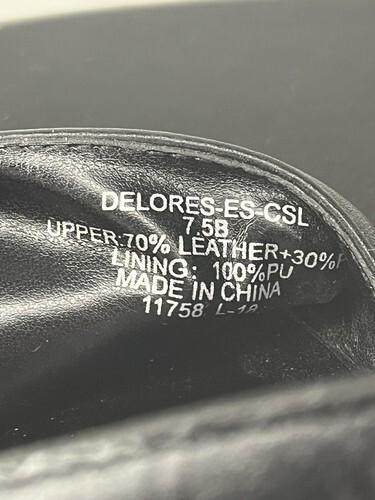 DELORES-ES-CSL
7.5B
UPPER:70% LEATHER+30%
LINING: 100%PU
MADE IN CHINA
11758